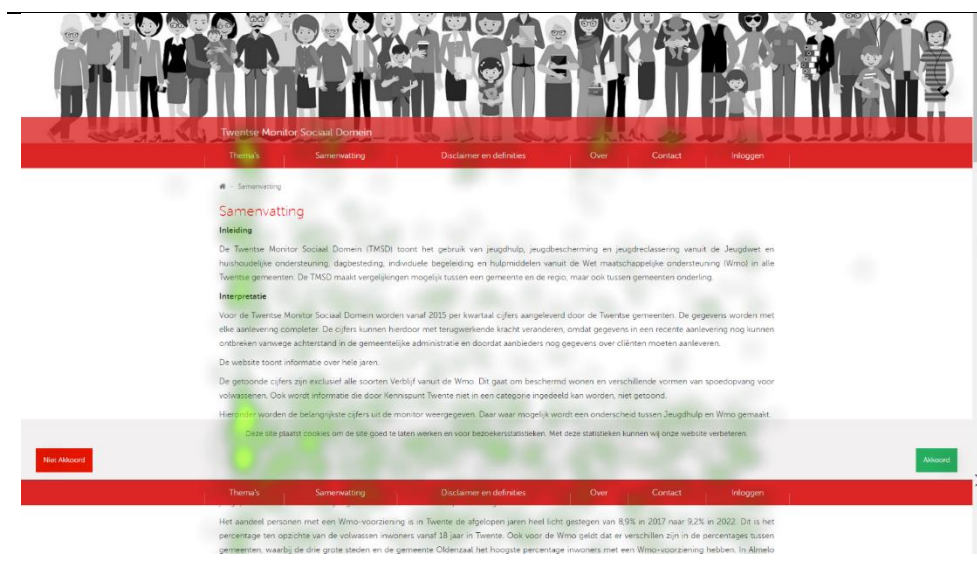 Twentse Monitor Sociaal Domein
Thema's Samenvatting Disclaimer en definities Over Contact Inloggen
- Samenvatting
Samenvatting
Inleiding
De Twentse Monitor Sociaal Domein (TMSD) toont het gebruik van jeugdhulp, jeugdbescherming en jeugdreclassering vanuit de Jeugdwet en
huishoudelijke ondersteuning, dagbesteding, individuele begeleiding en hulpmiddelen vanuit de Wet maatschappelijke ondersteuning (Wmo) in alle
Twentse gemeenten. De TMSD maakt vergelijkingen mogelijk tussen een gemeente en de regio, maar ook tussen gemeenten onderling.
Interpretatie
Voor de Twentse Monitor Sociaal Domein worden vanaf 2015 per kwartaal cijfers aangeleverd door de Twentse gemeenten. De gegevens worden met
elke aanlevering completer. De cijfers kunnen hierdoor met terugwerkende kracht veranderen, omdat gegevens in een recente aanlevering nog kunnen
ontbreken vanwege achterstand in de gemeentelijke administratie en doordat aanbieders nog gegevens over cliënten moeten aanleveren.
De website toont informatie over hele jaren.
De getoonde cijfers zijn exclusief alle soorten Verblijf vanuit de Wmo. Dit gaat om beschermd wonen en verschillende vormen van spoedopvang voor
volwassenen. Ook wordt informatie die door Kennispunt Twente niet in een categorie ingedeeld kan worden, niet getoond.
Hieronder worden de belangrijkste cijfers uit de monitor weergegeven. Daar waar mogelijk wordt een onderscheid tussen Jeugdhulp en Wmo gemaakt.
Deze site plaatst cookies om de site goed te laten werken en voor bezoekersstatistieken. Met deze statistieken kunnen wij onze website verbeteren.
Niet Akkoord Akkoord
Thema's Samenvatting Disclaimer en definities Over Contact Inloggen
Het aandeel personen met een Wmo-voorziening is in Twente de afgelopen jaren heel licht gestegen van 8,9% in 2017 naar 9,2% in 2022. Dit is het
percentage ten opzichte van de volwassen inwoners vanaf 18 jaar in Twente. Ook voor de Wmo geldt dat er verschillen zijn in de percentages tussen
gemeenten, waarbij de drie grote steden en de gemeente Oldenzaal het hoogste percentage inwoners met een Wmo-voorziening hebben. In Almelo